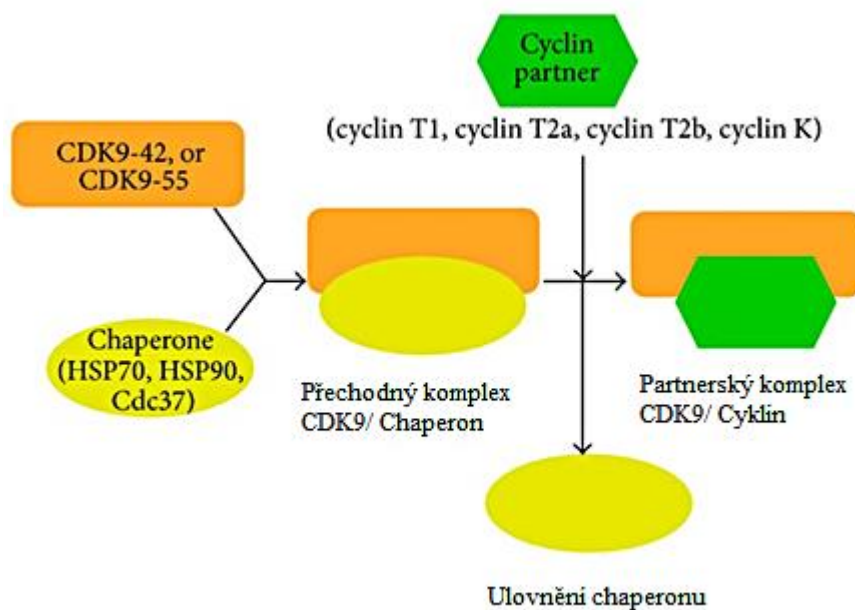 Cyclin
partner
(cyclin T1, cyclin T2a, cyclin T2b, cyclin K)
CDK9-42, or
CDK9-55
Chaperone
(HSP70, HSP90,
Cdc37)
Přechodný komplex
CDK9/ Chaperon
Partnerský komplex
CDK9/ Cyklin
Ulovnění chaperonu